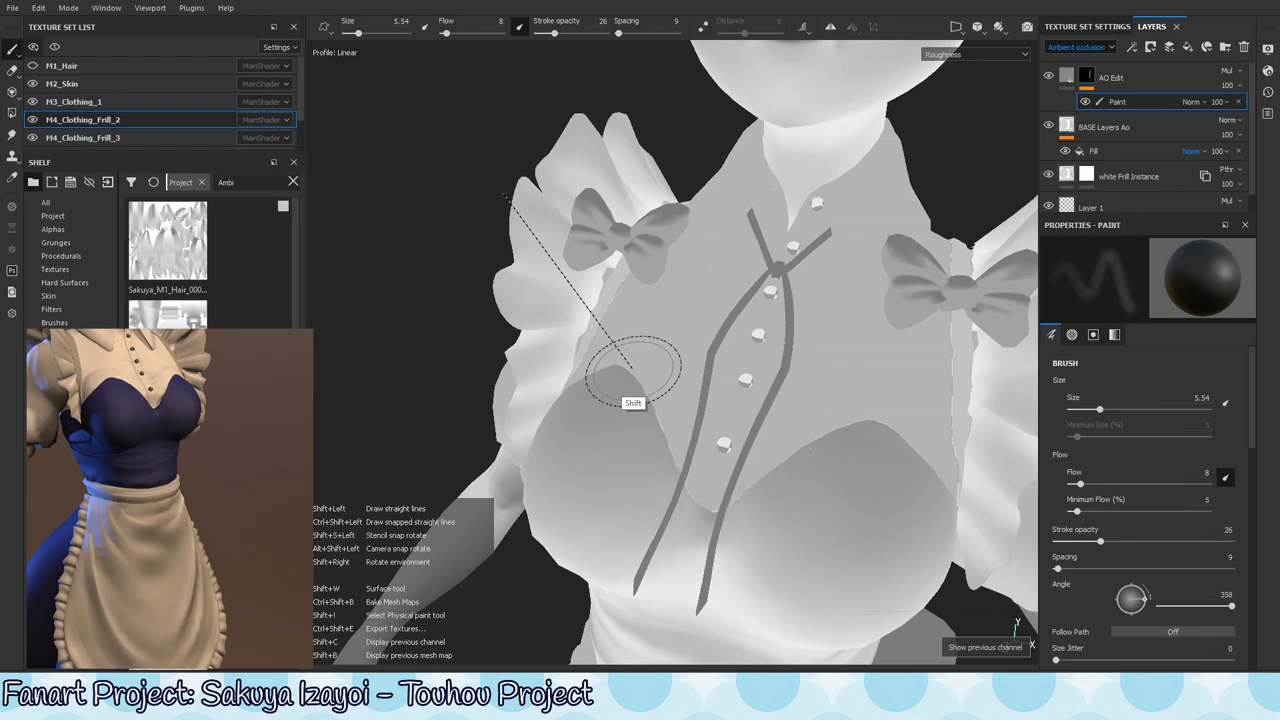 File Edit Mode Window Viewport Plugins Help
TEXTURE SET LIST
Settings
M1_Hair MainShader
M2_Skin MainShader
M3_Clothing_1 MainShader
M4_Clothing_Frill_2 MainShader
M4_Clothing_Frill_3 MainShader
SHELF
Project Ambi
All
Project
Alphas
Grunges
Procedurals
Textures
Hard Surfaces
Skin
Filters
Brushes
Sakuya_M1_Hair_000...
Size 5.54 Flow 8 Stroke opacity 26 Spacing 9 Distance 8
Profile: Linear
Roughness
Shift
Shift+Left Draw straight lines
Ctrl+Shift+Left Draw snapped straight lines
Shift+S+Left Stencil snap rotate
Alt+Shift+Left Camera snap rotate
Shift+Right Rotate environment
Shift+W Surface tool
Ctrl+Shift+B Bake Mesh Maps
Shift+! Select Physical paint tool
Ctrl+Shift+E Export Textures...
Shift+C Display previous channel
Shift+B Display previous mesh map
Show previous channel
Y
X
TEXTURE SET SETTINGS LAYERS
Ambient occlusion
AO Edit Mul 100
Paint Norm 100
BASE Layers Ao Norm 100
Fill Norm 100
white Frill Instance Pthr 100
Layer 1 Mul
PROPERTIES - PAINT
BRUSH
Size
Size 5.54
Minimum Size (%) 5
Flow
Flow 8
Minimum Flow (%) 5
Stroke opacity 26
Spacing 9
Angle
358
Follow Path Off
Size Jitter 0
Ps
Fanart Project: Sakuya Izayoi - Touhou Project